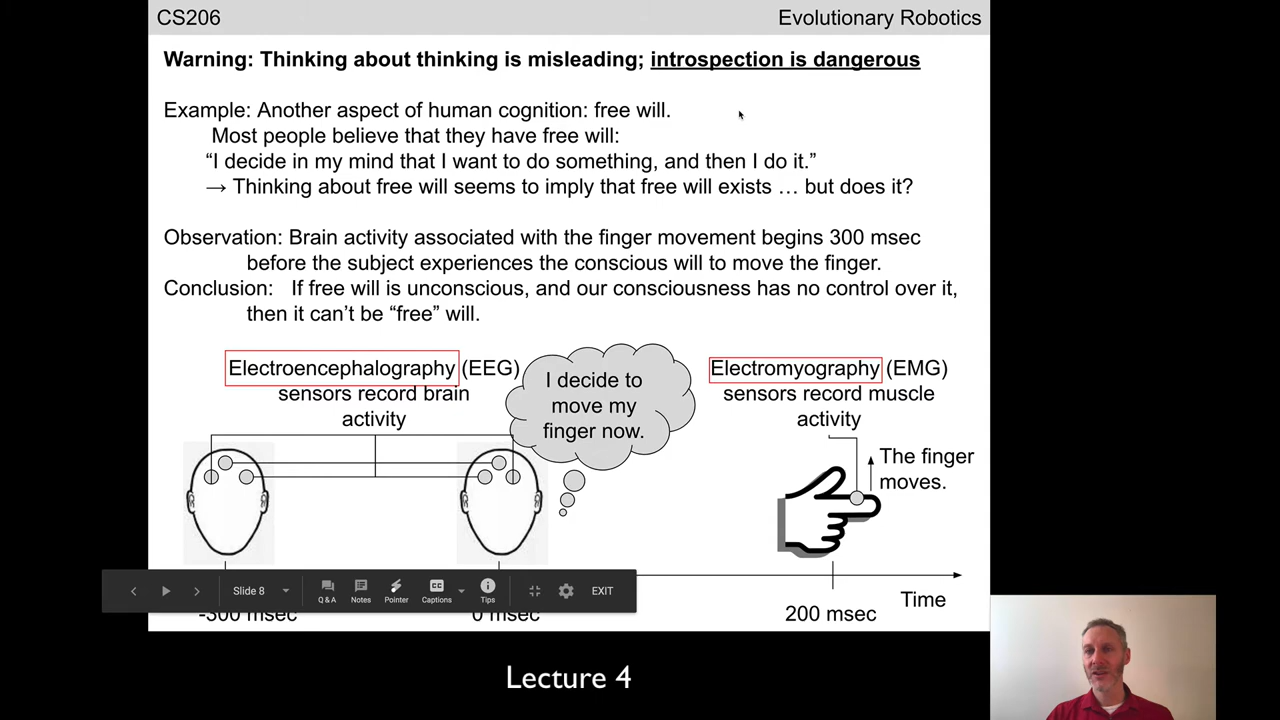 CS206
Evolutionary Robotics
Warning: Thinking about thinking is misleading; introspection is dangerous
Example: Another aspect of human cognition: free will.
Most people believe that they have free will:
“I decide in my mind that I want to do something, and then I do it.”
→ Thinking about free will seems to imply that free will exists … but does it?
Observation: Brain activity associated with the finger movement begins 300 msec
before the subject experiences the conscious will to move the finger.
Conclusion: If free will is unconscious, and our consciousness has no control over it,
then it can’t be “free” will.
Electroencephalography (EEG)
sensors record brain
activity
I decide to
move my
finger now.
Electromyography (EMG)
sensors record muscle
activity
The finger
moves.
Slide 8
Q & A
Notes
Pointer
Captions
Tips
EXIT
-300 msec
0 msec
200 msec
Time
Lecture 4